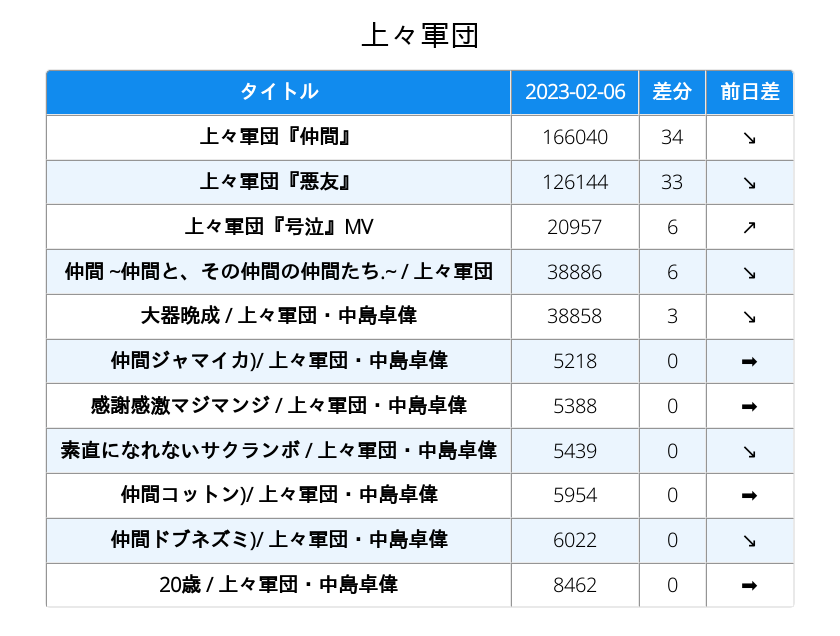 上々軍団
タイトル 2023-02-06 差分 前日差
上々軍団『仲間』 166040 34 ↘
上々軍団『悪友』 126144 33 ↘
上々軍団『号泣』MV 20957 6 ↗
仲間 ~仲間と、その仲間の仲間たち.~ / 上々軍団 38886 6 ↘
大器晩成 / 上々軍団・中島卓偉 38858 3 ↘
仲間ジャマイカ)/ 上々軍団・中島卓偉 5218 0 ➡
感謝感激マジマンジ / 上々軍団・中島卓偉 5388 0 ➡
素直になれないサクランボ / 上々軍団・中島卓偉 5439 0 ↘
仲間コットン)/ 上々軍団・中島卓偉 5954 0 ➡
仲間ドブネズミ)/ 上々軍団・中島卓偉 6022 0 ↘
20歳 / 上々軍団・中島卓偉 8462 0 ➡